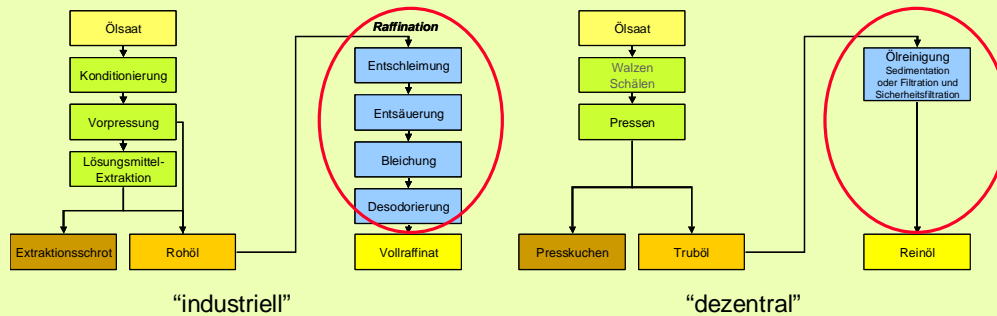 Ölsaat
Konditionierung
Vorpressung
Lösungsmittel-
Extraktion
Extraktionsschrot
Rohöl
Raffination
Entschleimung
Entsäuerung
Bleichung
Desodorierung
Vollraffinat
"industriell"
Ölsaat
Walzen
Schälen
Pressen
Presskuchen
Truböl
Ölreinigung
Sedimentation
oder Filtration und
Sicherheitsfiltration
Reinöl
"dezentral"